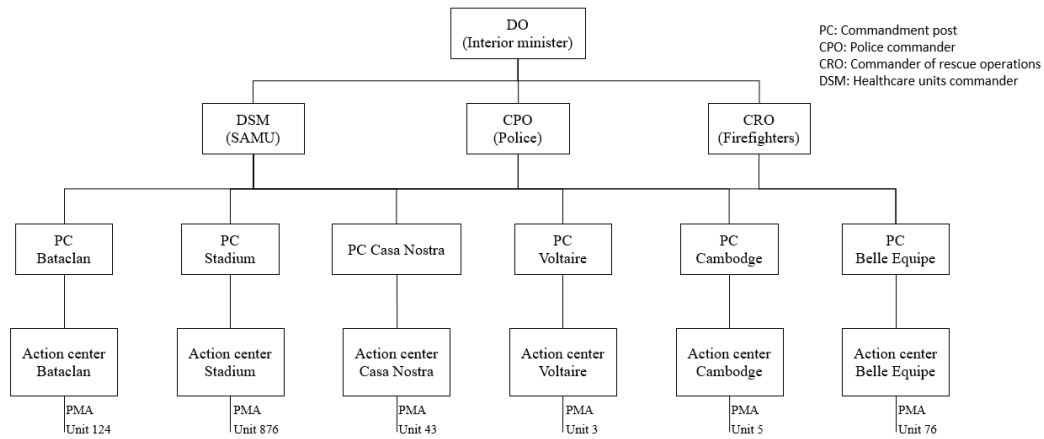 DO
(Interior minister)
PC: Commandment post
CPO: Police commander
CRO: Commander of rescue operations
DSM: Healthcare units commander
DSM
(SAMU)
CPO
(Police)
CRO
(Firefighters)
PC
Bataclan
PC
Stadium
PC Casa Nostra
PC
Voltaire
PC
Cambodge
PC
Belle Equipe
Action center
Bataclan
Action center
Stadium
Action center
Casa Nostra
Action center
Voltaire
Action center
Cambodge
Action center
Belle Equipe
PMA
Unit 124
PMA
Unit 876
PMA
Unit 43
PMA
Unit 3
PMA
Unit 5
PMA
Unit 76